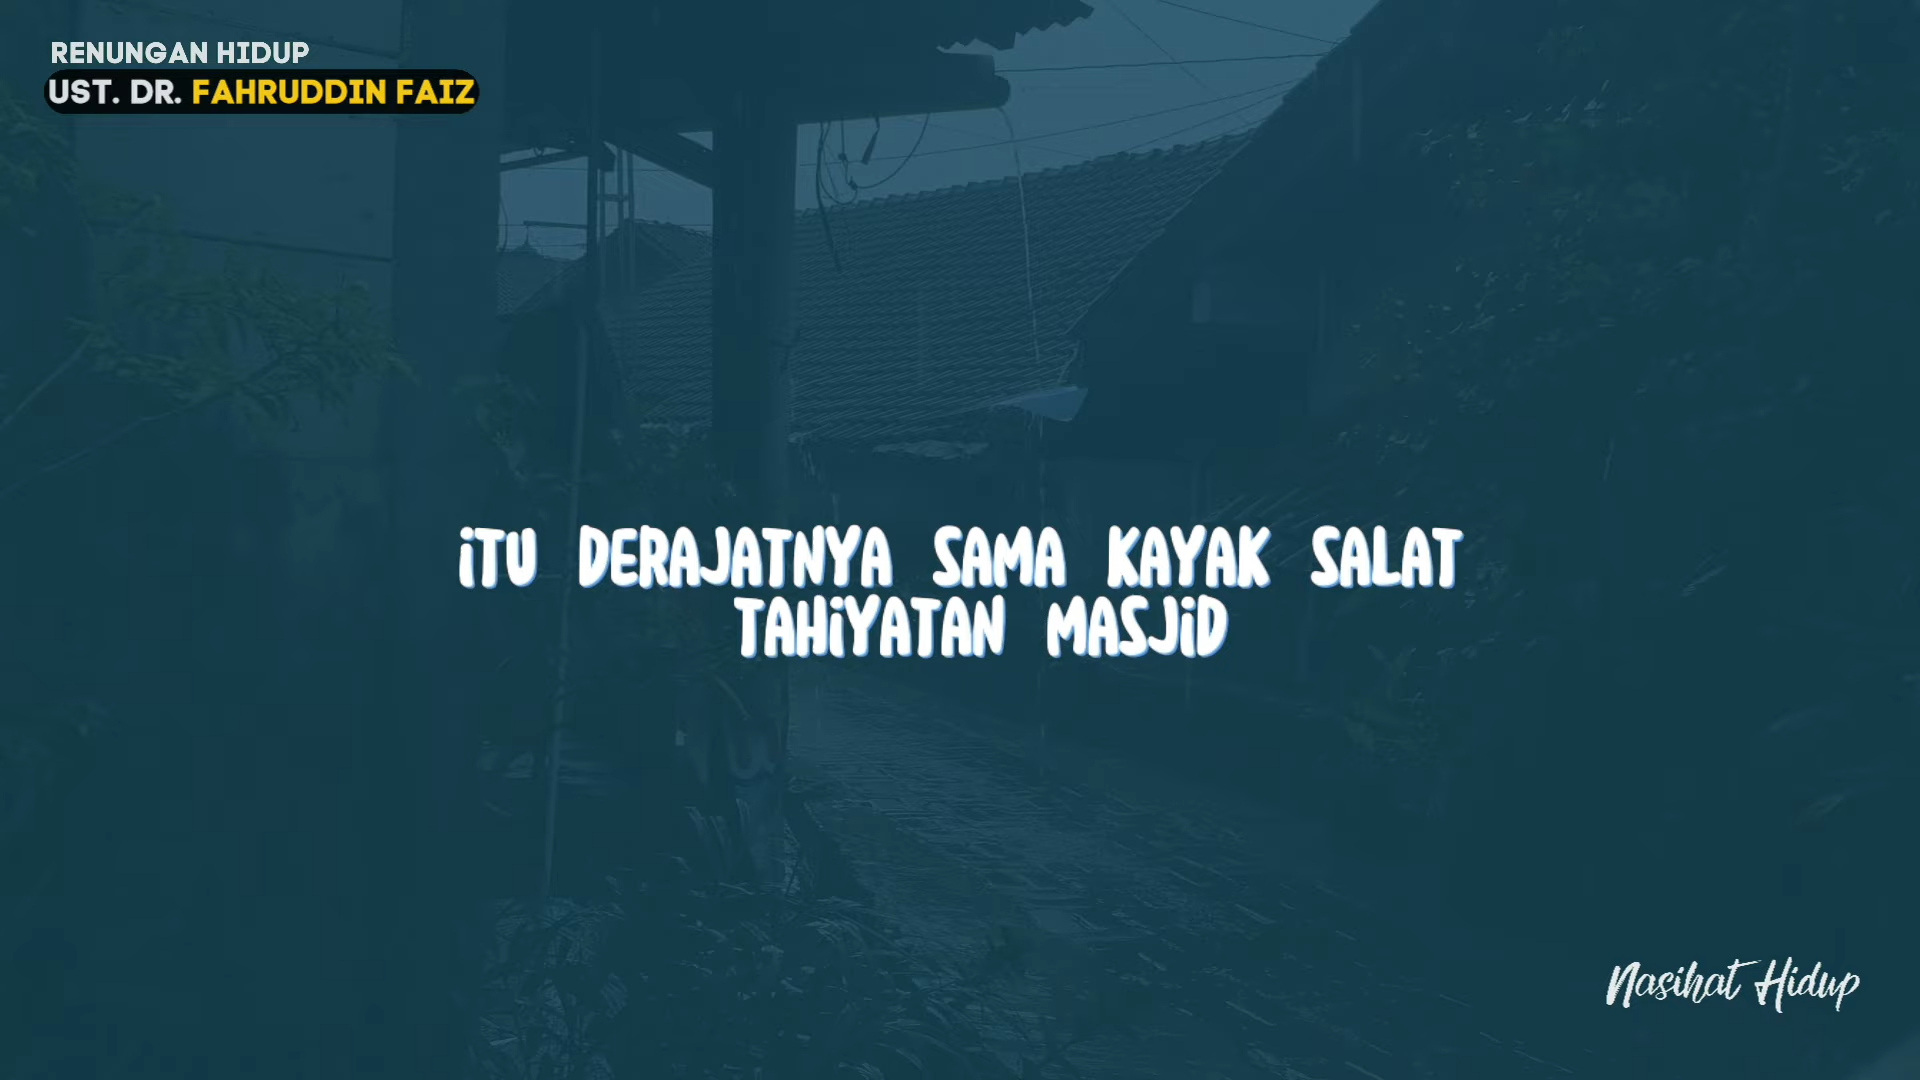 RENUNGAN HIDUP
UST. DR. FAHRUDDIN FAIZ
iTU DERAJATNYA SAMA KAYAK SALAT
TAHiYATAN MASJiD
Nasihat Hidup